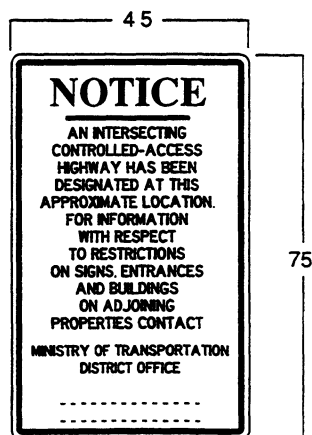 45
NOTICE
AN INTERSECTING
CONTROLLED-ACCESS
HIGHWAY HAS BEEN
DESIGNATED AT THIS
APPROXIMATE LOCATION.
FOR INFORMATION
WITH RESPECT
TO RESTRICTIONS
ON SIGNS, ENTRANCES
AND BUILDINGS
ON ADJOINING
PROPERTIES CONTACT
MINISTRY OF TRANSPORTATION
DISTRICT OFFICE
75